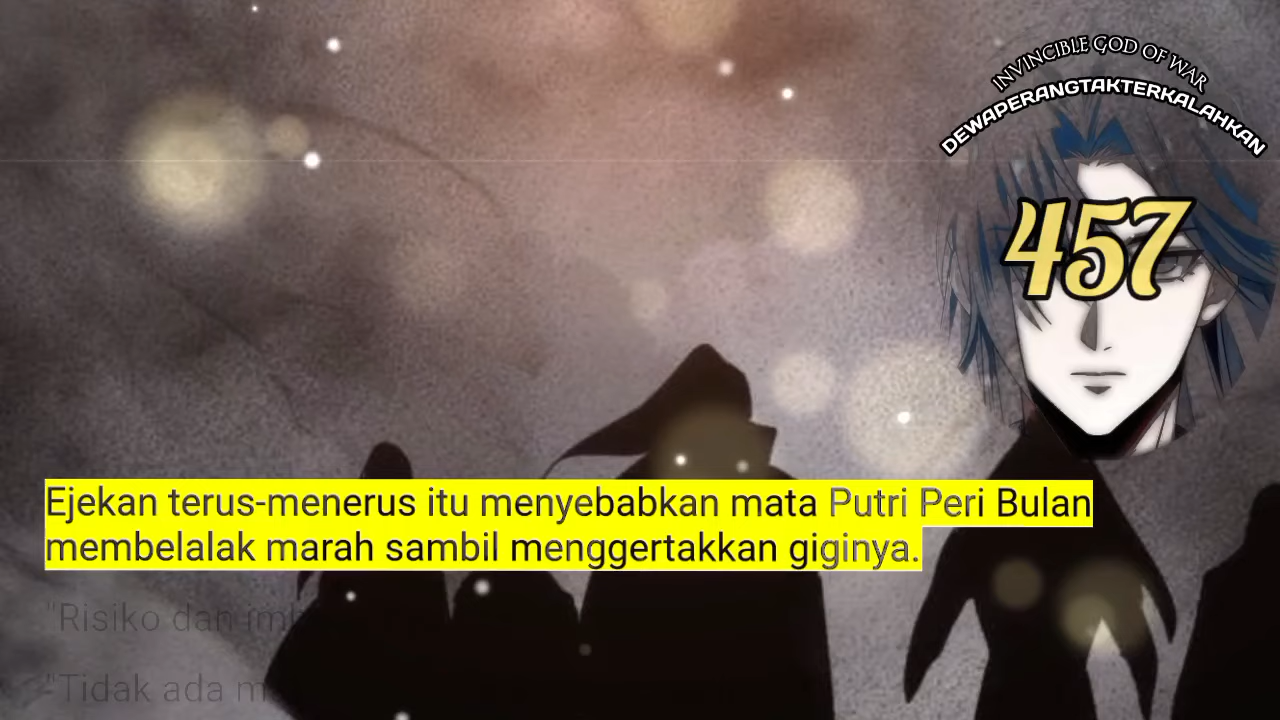 INVINCIBLE GOD OF WAR
DEWAPERANGTAKTERKALAHKAN
457
Ejekan terus-menerus itu menyebabkan mata Putri Peri Bulan
membelalak marah sambil menggertakkan giginya.
"Risiko dan
"Tidak ada